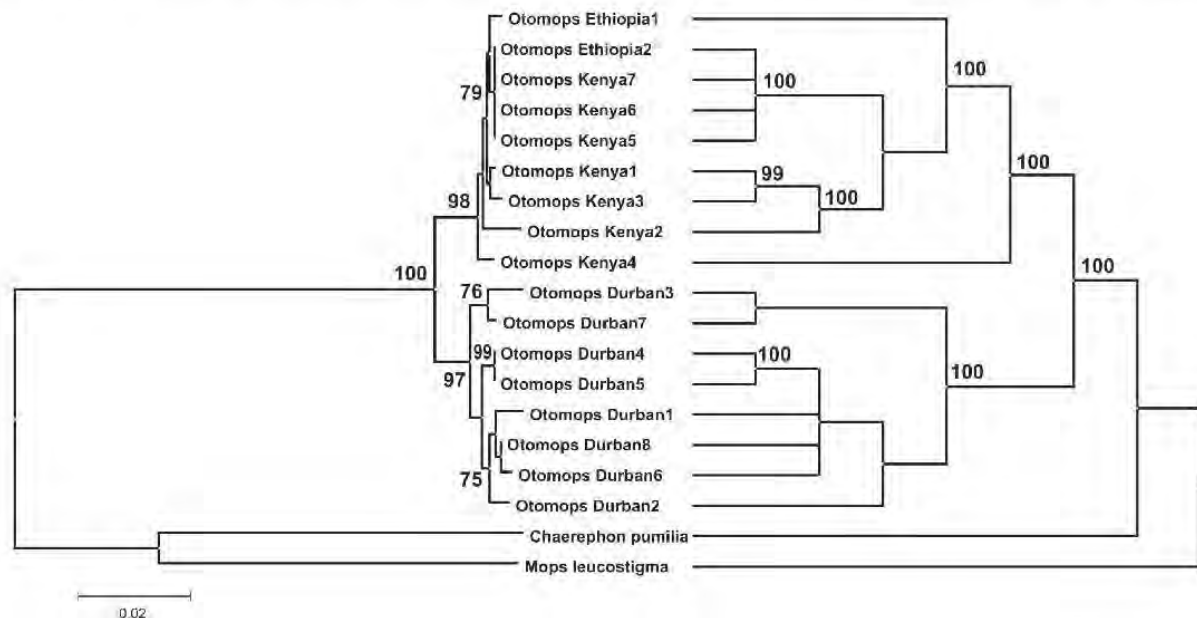 Otomops Ethiopia1
Otomops Ethiopia2
79
Otomops Kenya7
100
100
Otomops Kenya6
Otomops Kenya5
Otomops Kenya1
99
100
98
Otomops Kenya3
100
Otomops Kenya2
Otomops Kenya4
100
100
76
Otomops Durban3
Otomops Durban7
99
Otomops Durban4
100
100
97
Otomops Durban5
Otomops Durban1
Otomops Durban8
75
Otomops Durban6
Otomops Durban2
Chaerephon pumilia
Mops leucostigma
0.02